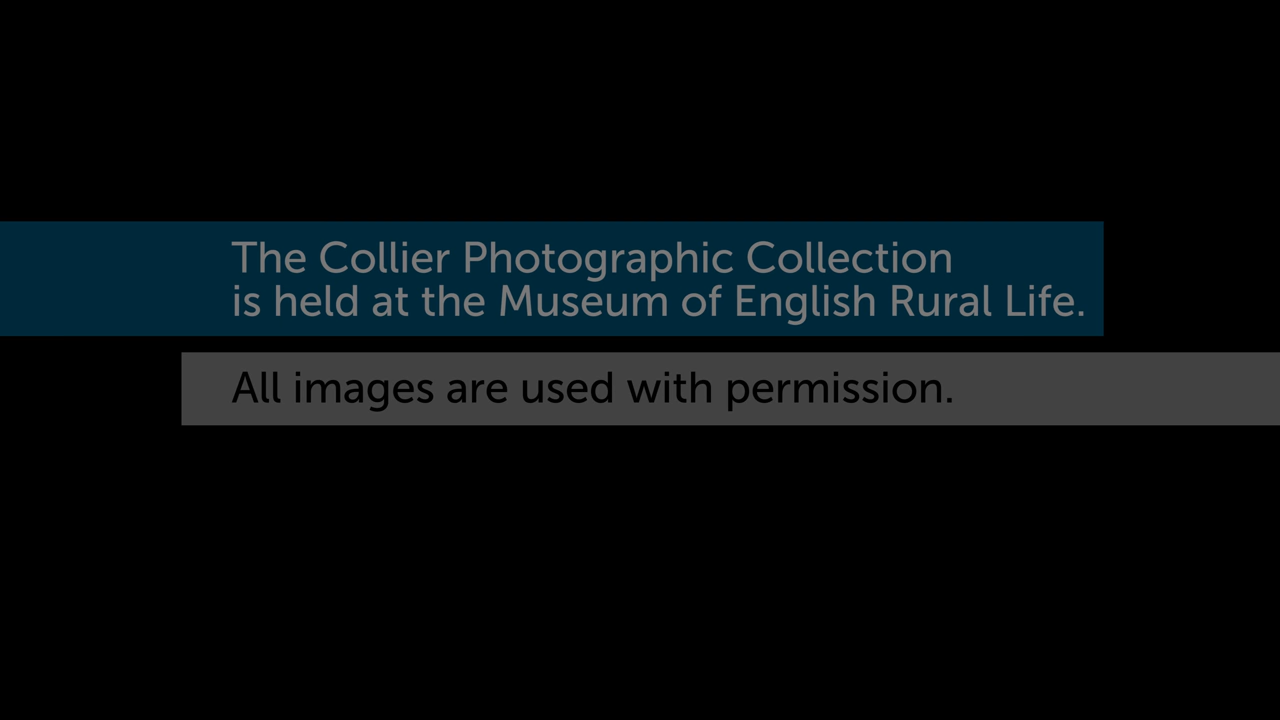 The Collier Photographic Collection
is held at the Museum of English Rural Life.
All images are used with permission.